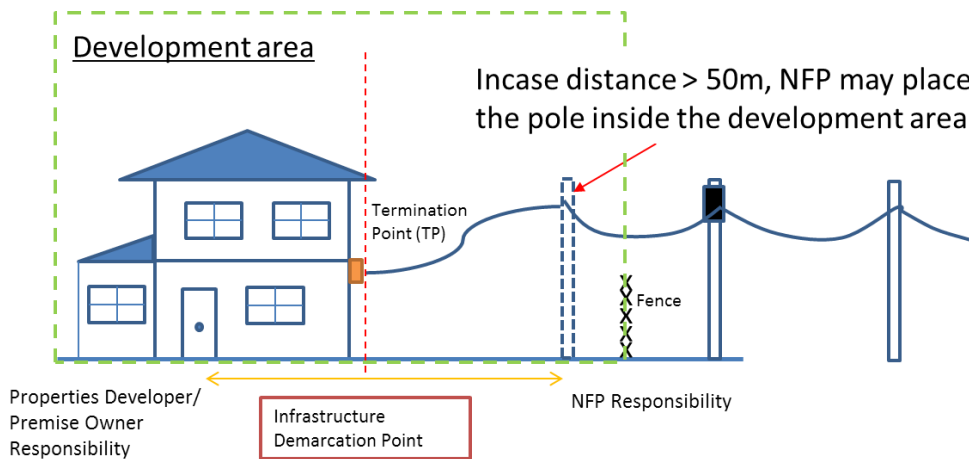 Development area
Incase distance > 50m, NFP may place
the pole inside the development area
Termination
Point (TP)
Fence
Properties Developer/
Premise Owner
Responsibility
Infrastructure
Demarcation Point
NFP Responsibility